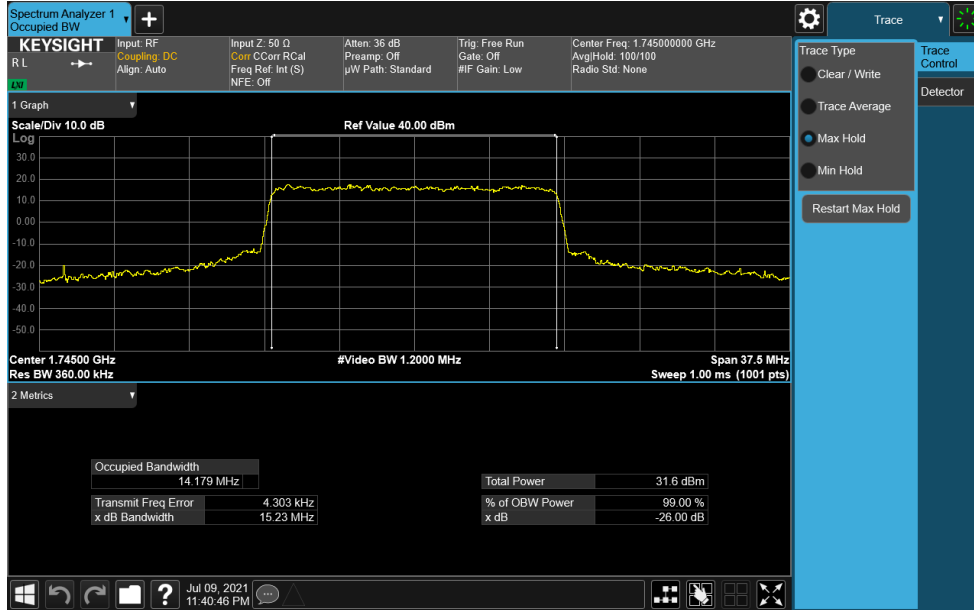 Spectrum Analyzer 1
Occupied BW
Trace
KEYSIGHT
R L
LXI
Input: RF
Coupling: DC
Align: Auto
Input Z: 50 Ω
Corr CCorr RCal
Freq Ref: Int (S)
NFE: Off
Atten: 36 dB
Preamp: Off
µW Path: Standard
Trig: Free Run
Gate: Off
#IF Gain: Low
Center Freq: 1.745000000 GHz
Avg|Hold: 100/100
Radio Std: None
Trace Type
Clear / Write
Trace Average
Max Hold
Min Hold
Restart Max Hold
Trace
Control
Detector
1 Graph
Scale/Div 10.0 dB
Ref Value 40.00 dBm
Log
30.0
20.0
10.0
0.00
-10.0
-20.0
-30.0
-40.0
-50.0
Center 1.74500 GHz
#Video BW 1.2000 MHz
Span 37.5 MHz
Res BW 360.00 kHz
Sweep 1.00 ms (1001 pts)
2 Metrics
Occupied Bandwidth
14.179 MHz
Total Power 31.6 dBm
Transmit Freq Error 4.303 kHz
% of OBW Power 99.00 %
x dB Bandwidth 15.23 MHz
x dB -26.00 dB
?
Jul 09, 2021
11:40:46 PM